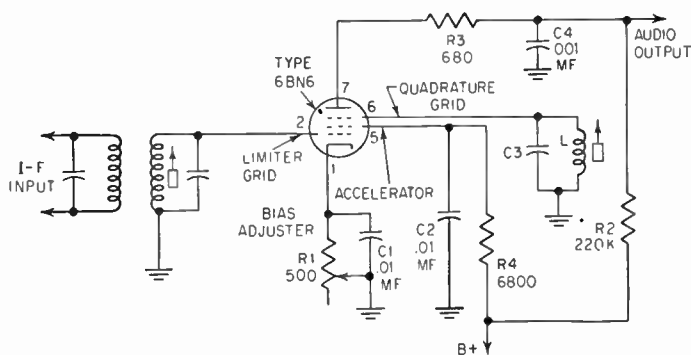 R3
680
C4
.001
MF
AUDIO
OUTPUT
TYPE
6BN6
7
QUADRATURE
GRID
6
2
5
I-F
INPUT
LIMITER
GRID
1
ACCELERATOR
C3
L
BIAS
ADJUSTER
R1
500
C1
.01
MF
C2
.01
MF
R4
6800
R2
220K
B+